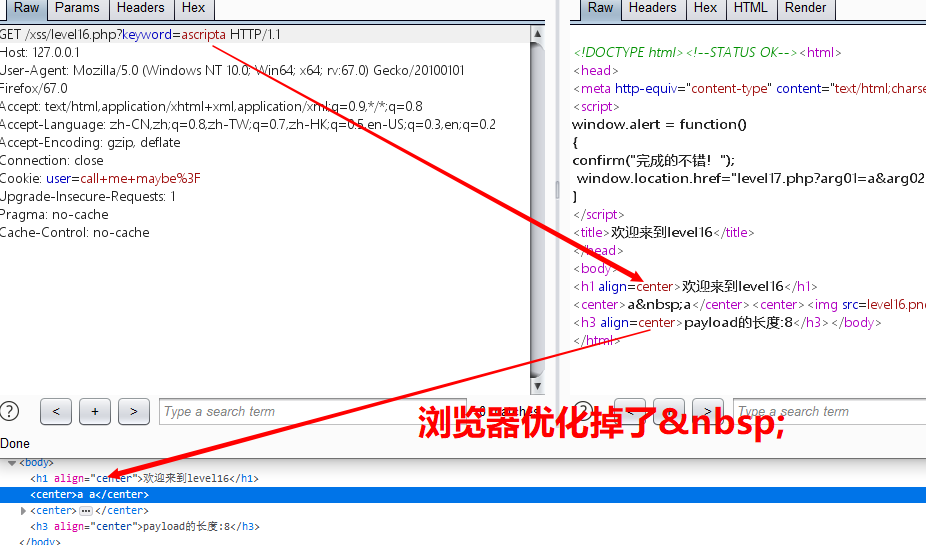 Raw Params Headers Hex
GET /xss/level16.php?keyword=ascripta HTTP/1.1
Host: 127.0.0.1
User-Agent: Mozilla/5.0 (Windows NT 10.0; Win64; x64; rv:67.0) Gecko/20100101
Firefox/67.0
Accept: text/html,application/xhtml+xml,application/xml;q=0.9,*/*;q=0.8
Accept-Language: zh-CN,zh;q=0.8,zh-TW;q=0.7,zh-HK;q=0.5,en-US;q=0.3,en;q=0.2
Accept-Encoding: gzip, deflate
Connection: close
Cookie: user=call+me+maybe%3F
Upgrade-Insecure-Requests: 1
Pragma: no-cache
Cache-Control: no-cache
? < + > Type a search term
Done
Raw Headers Hex HTML Render
<!DOCTYPE html><!--STATUS OK--><html>
<head>
<meta http-equiv="content-type" content="text/html;charse
<script>
window.alert = function()
{
confirm("完成的不错！");
window.location.href="level17.php?arg01=a&arg02
}
</script>
<title>欢迎来到level16</title>
</head>
<body>
<h1 align=center>欢迎来到level16</h1>
<center>a&nbsp;a</center><center><img src=level16.pn
<h3 align=center>payload的长度:8</h3></body>
</html>
? < + > Type a search term
浏览器优化掉了&nbsp;
<body>
<h1 align="center">欢迎来到level16</h1>
<center>a a</center>
<center>…</center>
<h3 align="center">payload的长度:8</h3>
</body>